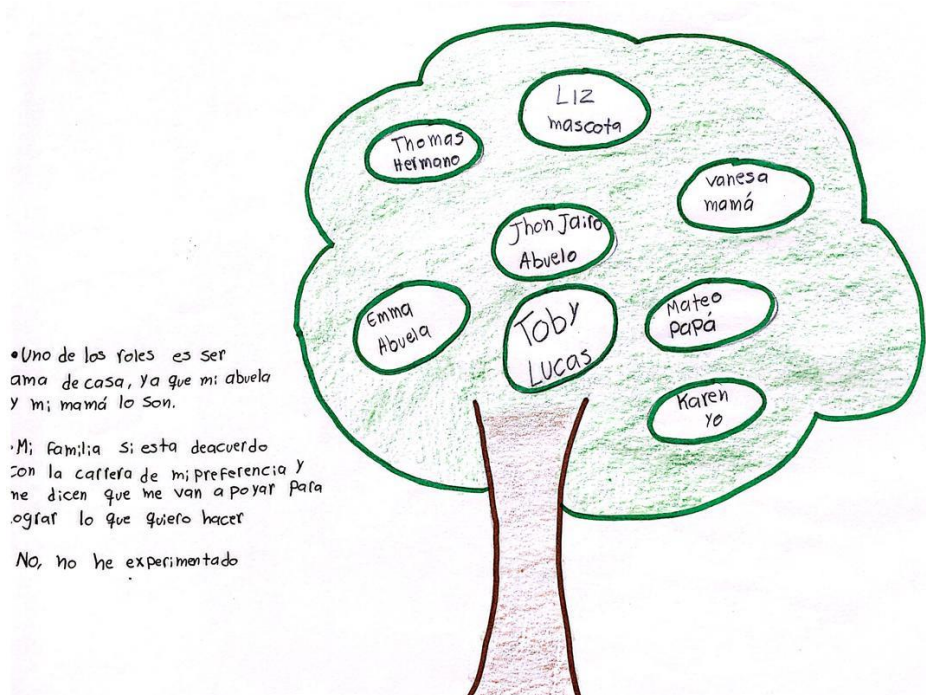 Liz
mascota
Thomas
Hermano
Vanesa
mamá
Jhon Jairo
Abuelo
Emma
Abuela
Toby
Lucas
Mateo
papá
Karen
yo
•Uno de los roles es ser
ama de casa, ya que mi abuela
y mi mamá lo son.
•Mi familia si esta deacuerdo
con la carrera de mi preferencia y
me dicen que me van a poyar para
lograr lo que quiero hacer
No, no he experimentado